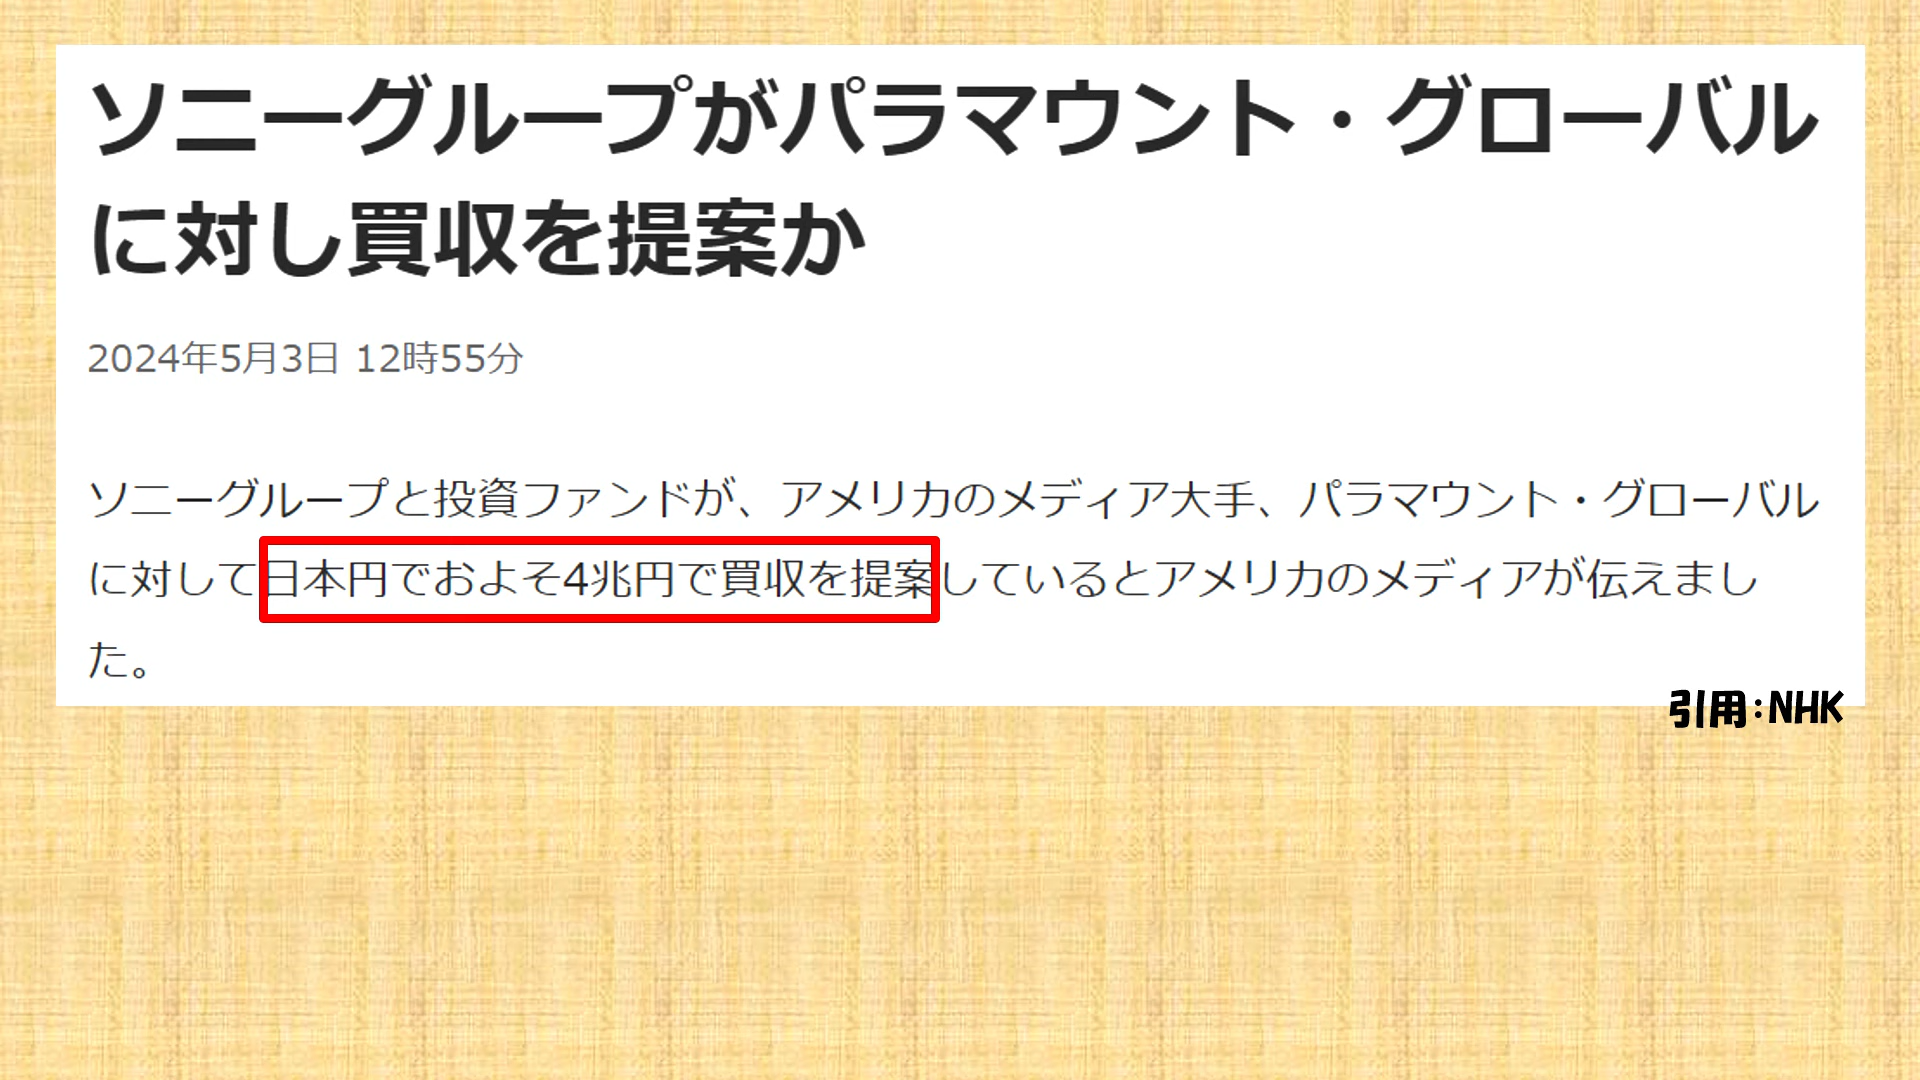 ソニーグループがパラマウント・グローバル
に対し買収を提案か
2024年5月3日 12時55分
ソニーグループと投資ファンドが、アメリカのメディア大手、パラマウント・グローバル
に対して日本円でおよそ4兆円で買収を提案しているとアメリカのメディアが伝えまし
た。
引用:NHK